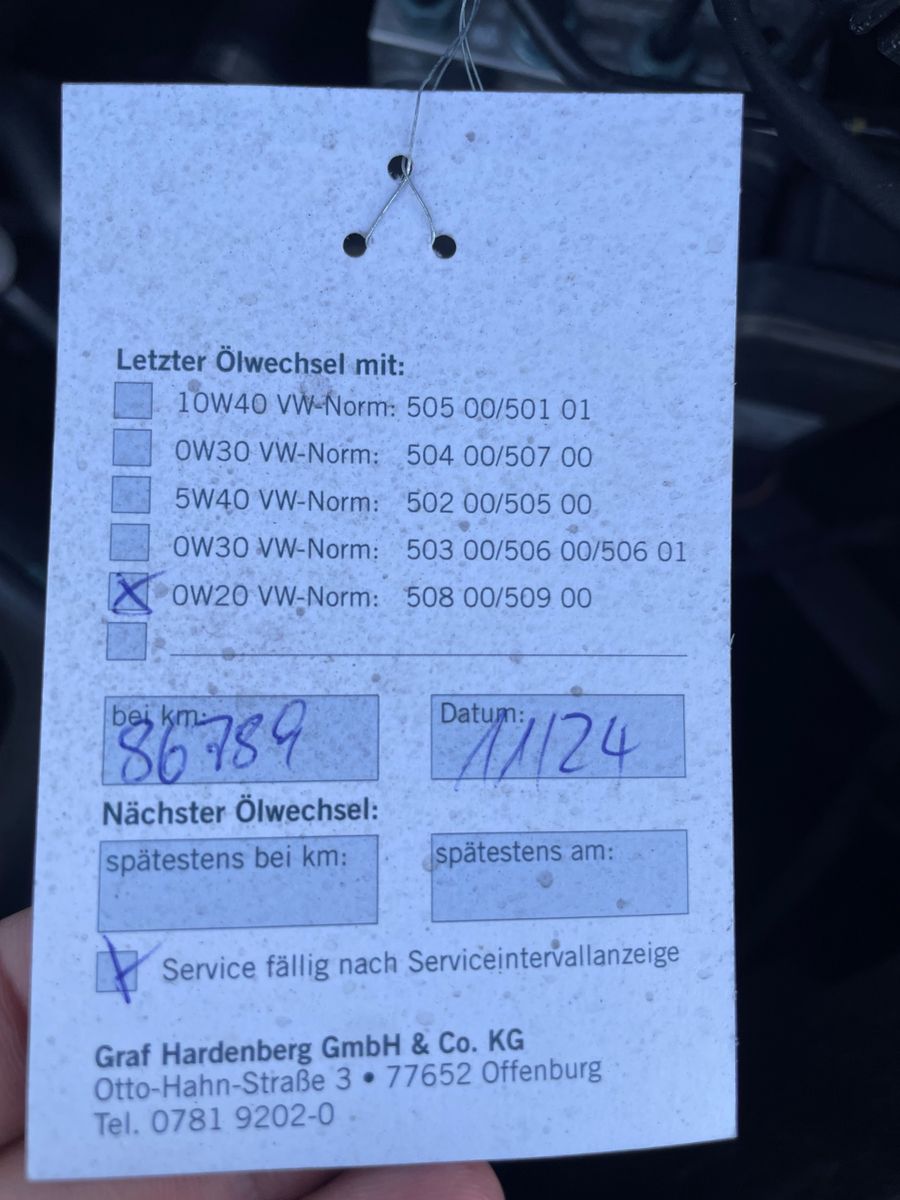 Letzter Ölwechsel mit:
10W40 VW-Norm: 505 00/501 01
0W30 VW-Norm: 504 00/507 00
5W40 VW-Norm: 502 00/505 00
0W30 VW-Norm: 503 00/506 00/506 01
0W20 VW-Norm: 508 00/509 00
bei km: Datum:
86789 11/24
Nächster Ölwechsel:
spätestens bei km: spätestens am:
Service fällig nach Serviceintervallanzeige
Graf Hardenberg GmbH & Co. KG
Otto-Hahn-Straße 3 • 77652 Offenburg
Tel. 0781 9202-0